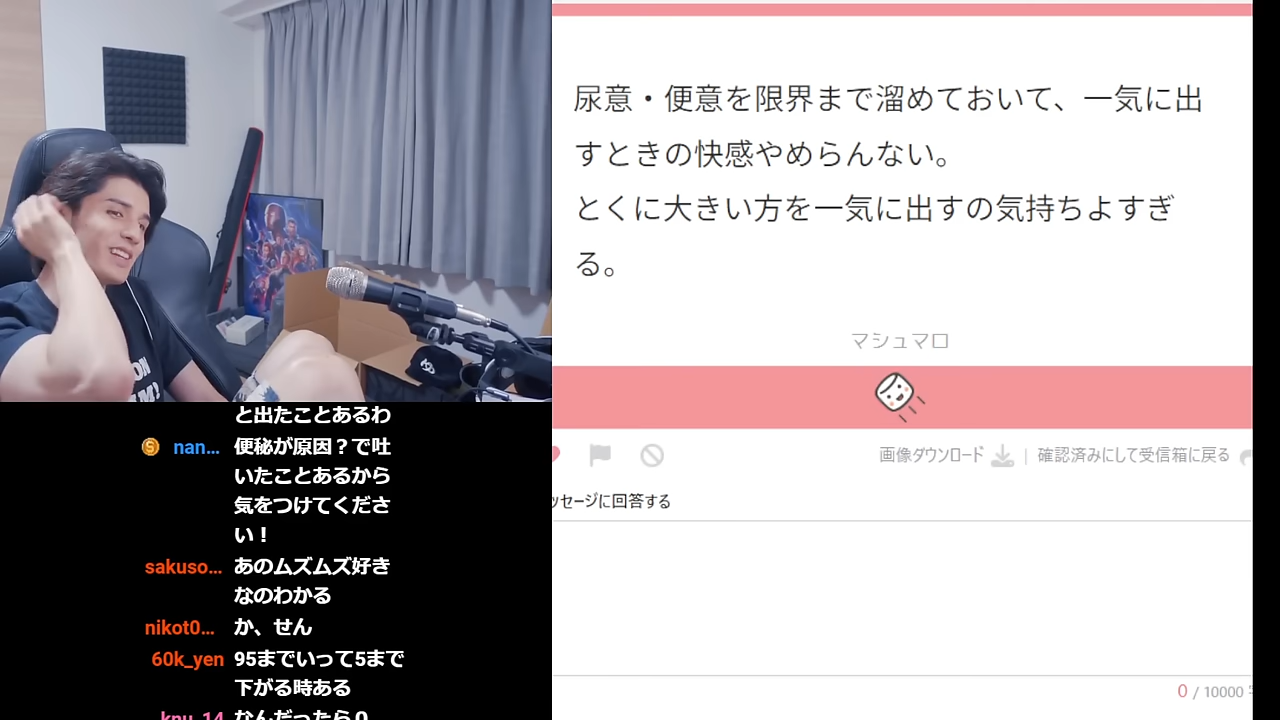 尿意・便意を限界まで溜めておいて、一気に出
すときの快感やめらんない。
とくに大きい方を一気に出すの気持ちよすぎ
る。
マシュマロ
画像ダウンロード | 確認済みにして受信箱に戻る
ッセージに回答する
0 / 10000
と出たことあるわ
nan... 便秘が原因？で吐
いたことあるから
気をつけてくださ
い！
sakuso... あのムズムズ好き
なのわかる
nikot0... か、せん
60k_yen 95までいって5まで
下がる時ある
knu_14 なんだったら0